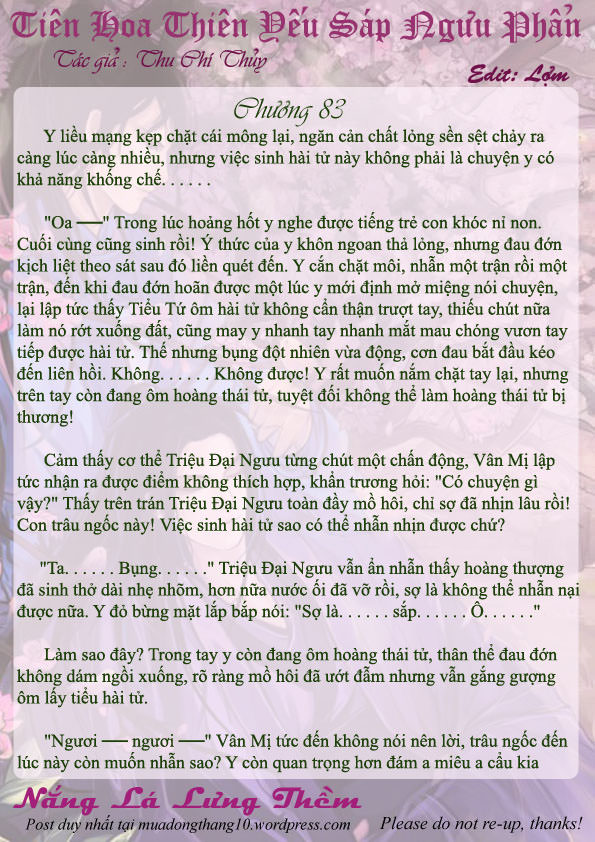 Tiên Hoa Thiên Yếu Sáp Ngưu Phẩn
Tác giả : Thu Chí Thủy
Edit: Lợm
Chương 83
Y liều mạng kẹp chặt cái mông lại, ngăn cản chất lỏng sền sệt chảy ra
càng lúc càng nhiều, nhưng việc sinh hài tử này không phải là chuyện y có
khả năng khống chế. . . . . .
"Oa ──" Trong lúc hoảng hốt y nghe được tiếng trẻ con khóc nỉ non.
Cuối cùng cũng sinh rồi! Ý thức của y khôn ngoan thả lỏng, nhưng đau đớn
kịch liệt theo sát sau đó liền quét đến. Y cắn chặt môi, nhẫn một trận rồi một
trận, đến khi đau đớn hoãn được một lúc y mới định mở miệng nói chuyện,
lại lập tức thấy Tiểu Tứ ôm hài tử không cẩn thận trượt tay, thiếu chút nữa
làm nó rớt xuống đất, cũng may y nhanh tay nhanh mắt mau chóng vươn tay
tiếp được hài tử. Thế nhưng bụng đột nhiên vừa động, cơn đau bắt đầu kéo
đến liên hồi. Không. . . . . . Không được! Y rất muốn nắm chặt tay lại, nhưng
trên tay còn đang ôm hoàng thái tử, tuyệt đối không thể làm hoàng thái tử bị
thương!
Cảm thấy cơ thể Triệu Đại Ngưu từng chút một chấn động, Vân Mị lập
tức nhận ra được điểm không thích hợp, khẩn trương hỏi: "Có chuyện gì
vậy?" Thấy trên trán Triệu Đại Ngưu toàn đầy mồ hôi, chỉ sợ đã nhịn lâu rồi!
Con trâu ngốc này! Việc sinh hài tử sao có thể nhẫn nhịn được chứ?
"Ta. . . . . . Bụng. . . . . ." Triệu Đại Ngưu vẫn ẩn nhẫn thấy hoàng thượng
đã sinh thở dài nhẹ nhõm, hơn nữa nước ối đã vỡ rồi, sợ là không thể nhẫn nại
được nữa. Y đỏ bừng mặt lắp bắp nói: "Sợ là. . . . . . sắp. . . . . . Ô. . . . . ."
Làm sao đây? Trong tay y còn đang ôm hoàng thái tử, thân thể đau đớn
không dám ngồi xuống, rõ ràng mồ hôi đã ướt đẫm nhưng vẫn gắng gượng
ôm lấy tiểu hài tử.
"Ngươi ── ngươi ──" Vân Mị tức đến không nói nên lời, trâu ngốc đến
lúc này còn muốn nhẫn sao? Y còn quan trọng hơn đám a miêu a cẩu kia
Nắng Lá Lưng Thềm
Post duy nhất tại muadongthang10.wordpress.com
Please do not re-up, thanks!